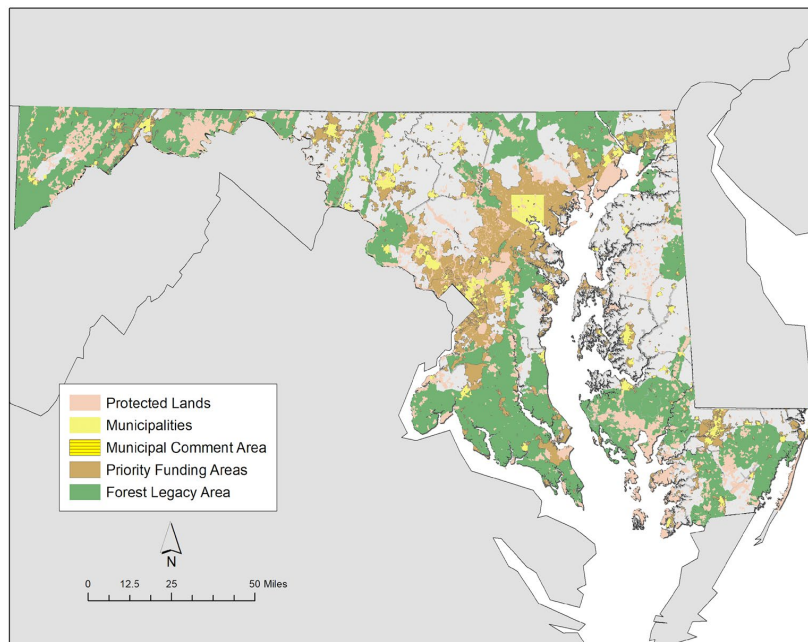 Protected Lands
Municipalities
Municipal Comment Area
Priority Funding Areas
Forest Legacy Area
N
0 12.5 25 50 Miles